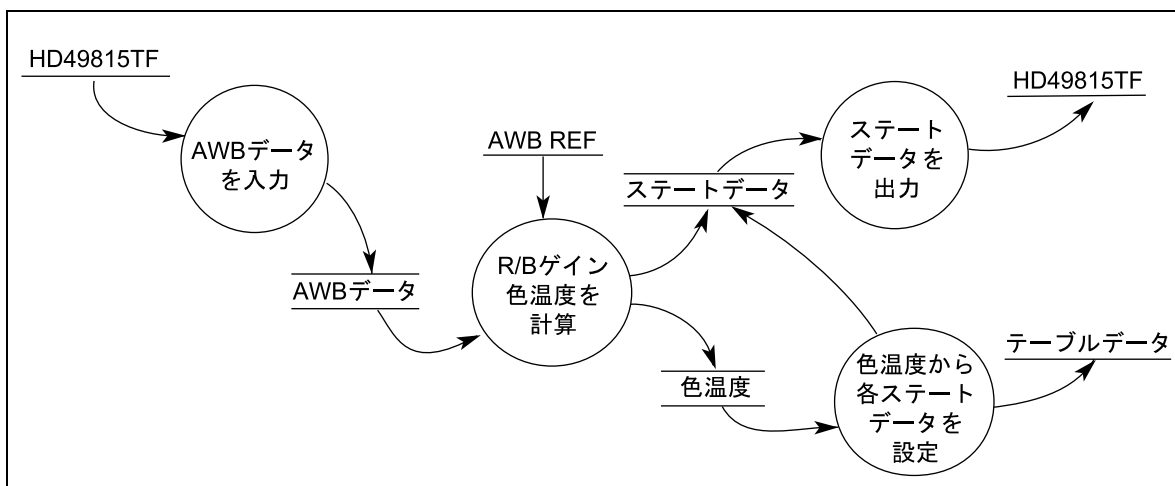 HD49815TF
AWBデータ
を入力
AWBデータ
AWB REF
R/Bゲイン
色温度を
計算
ステートデータ
色温度
ステート
データを
出力
HD49815TF
色温度から
各ステート
データを
設定
テーブルデータ